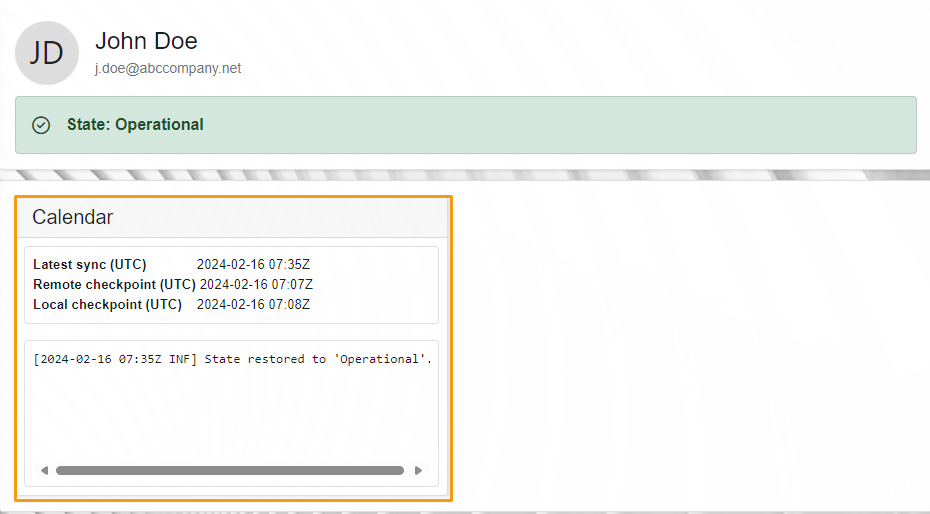 JD
John Doe
j.doe@abccompany.net
State: Operational
Calendar
Latest sync (UTC) 2024-02-16 07:35Z
Remote checkpoint (UTC) 2024-02-16 07:07Z
Local checkpoint (UTC) 2024-02-16 07:08Z
[2024-02-16 07:35Z INF] State restored to 'Operational'.